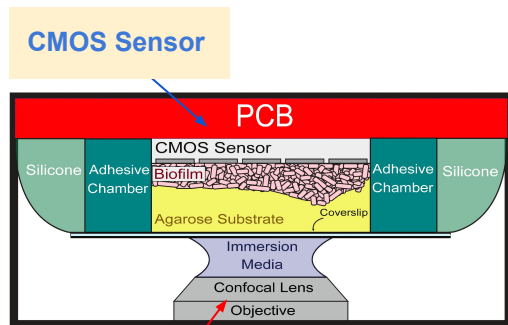 CMOS Sensor
PCB
CMOS Sensor
Silicone
Adhesive
Chamber
Biofilm
Adhesive
Chamber
Silicone
Agarose Substrate
Coverslip
Immersion
Media
Confocal Lens
Objective